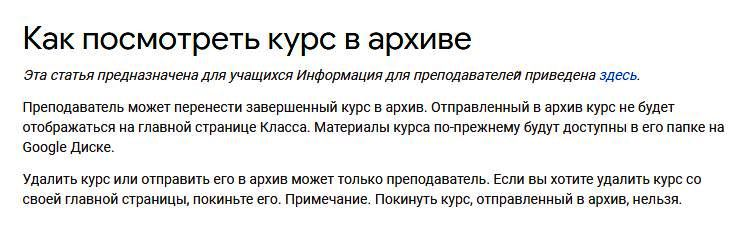 Как посмотреть курс в архиве
Эта статья предназначена для учащихся Информация для преподавателей приведена здесь.
Преподаватель может перенести завершенный курс в архив. Отправленный в архив курс не будет
отображаться на главной странице Класса. Материалы курса по-прежнему будут доступны в его папке на
Google Диске.
Удалить курс или отправить его в архив может только преподаватель. Если вы хотите удалить курс со
своей главной страницы, покиньте его. Примечание. Покинуть курс, отправленный в архив, нельзя.